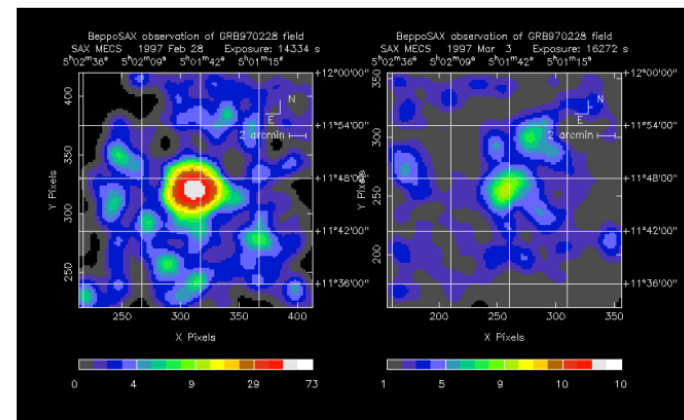 BeppoSAX observation of GRB970228 field
SAX MECS 1997 Feb 28 Exposure: 14334 s
5ʰ02ᵐ36ˢ 5ʰ02ᵐ09ˢ 5ʰ01ᵐ42ˢ 5ʰ01ᵐ15ˢ
+12°00'00"
400
N
E
+11°54'00"
2 arcmin
350
+11°48'00"
Y Pixels
300
+11°42'00"
250
+11°36'00"
250 300 350 400
X Pixels
0 4 9 29 73
BeppoSAX observation of GRB970228 field
SAX MECS 1997 Mar 3 Exposure: 16272 s
5ʰ02ᵐ36ˢ 5ʰ02ᵐ09ˢ 5ʰ01ᵐ42ˢ 5ʰ01ᵐ15ˢ
350
+12°00'00"
N
E
+11°54'00"
300
2 arcmin
+11°48'00"
250
Y Pixels
+11°42'00"
200
+11°36'00"
200 250 300 350
X Pixels
1 5 9 10 10